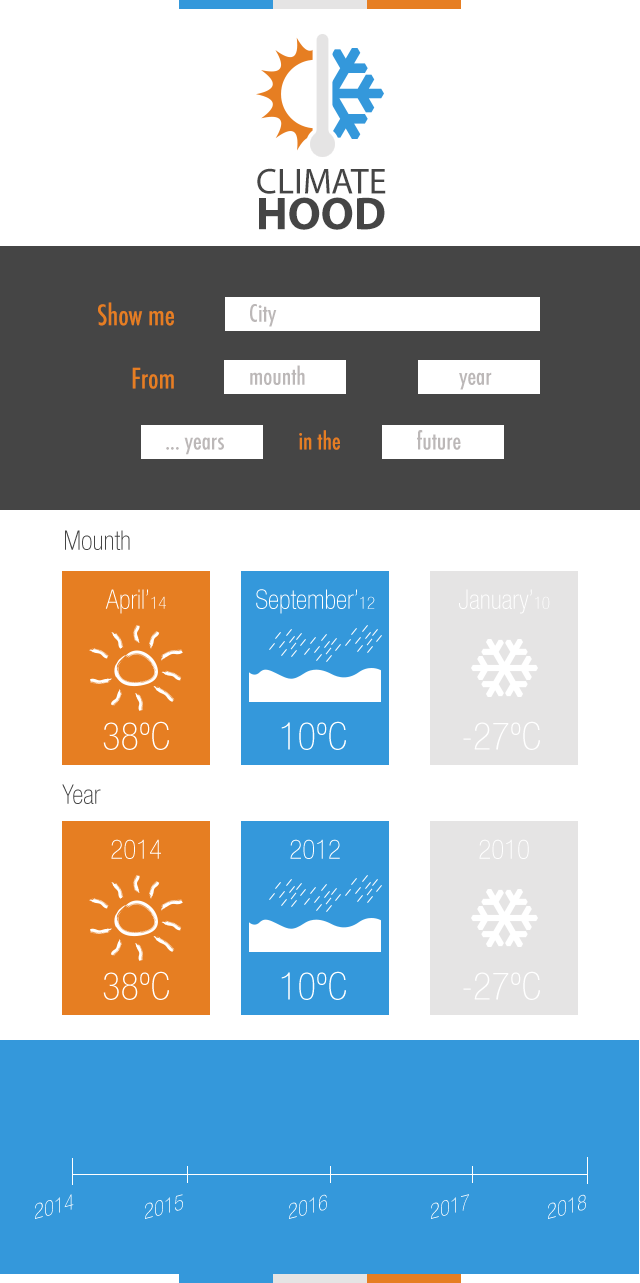 CLIMATE
HOOD
Show me City
From mounth year
... years in the future
Mounth
April'14 September'12 January'10
38ºC 10ºC -27ºC
Year
2014 2012 2010
38ºC 10ºC -27ºC
2014 2015 2016 2017 2018